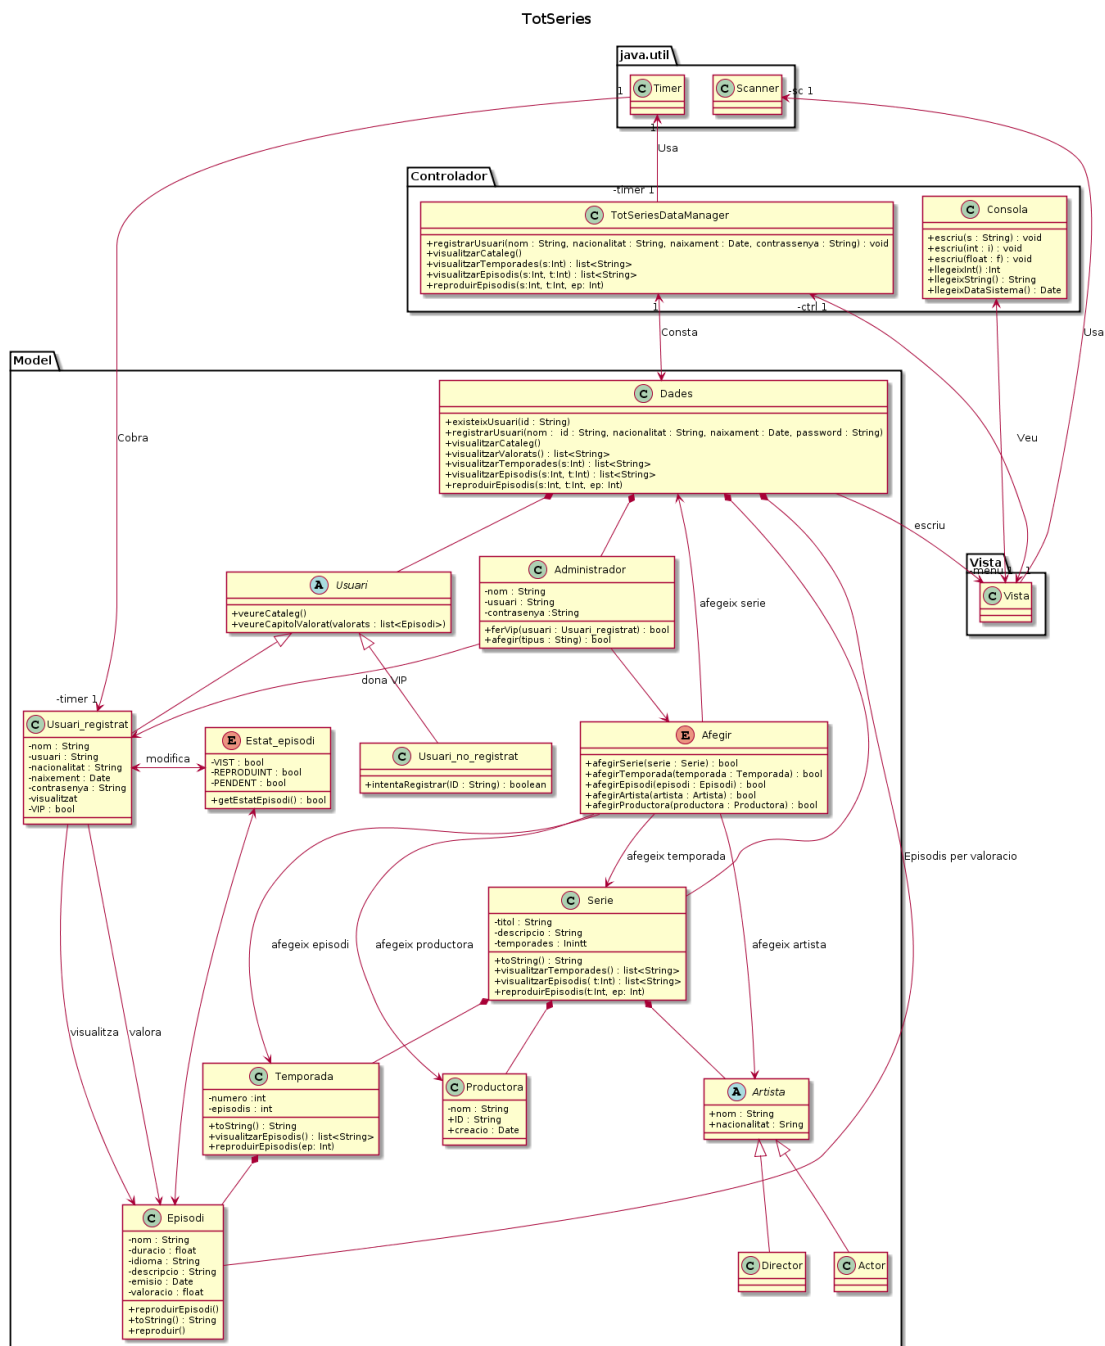 TotSeries
java.util
C Timer
C Scanner
1
-sc 1
1
Usa
-timer 1
Controlador
C TotSeriesDataManager
+registrarUsuari(nom : String, nacionalitat : String, naixament : Date, contrassenya : String) : void
+visualitzarCataleg()
+visualitzarTemporades(s:Int) : list<String>
+visualitzarEpisodis(s:Int, t:Int) : list<String>
+reproduirEpisodis(s:Int, t:Int, ep: Int)
C Consola
+escriu(s : String) : void
+escriu(int : i) : void
+escriu(float : f) : void
+llegeixInt() :Int
+llegeixString() : String
+llegeixDataSistema() : Date
1
-ctrl 1
Consta
Usa
Model
C Dades
+existeixUsuari(id : String)
+registrarUsuari(nom :  id : String, nacionalitat : String, naixament : Date, password : String)
+visualitzarCataleg()
+visualitzarValorats() : list<String>
+visualitzarTemporades(s:Int) : list<String>
+visualitzarEpisodis(s:Int, t:Int) : list<String>
+reproduirEpisodis(s:Int, t:Int, ep: Int)
Cobra
Veu
escriu
Vista
-menu 1
1
C Vista
A Usuari
+veureCataleg()
+veureCapitolValorat(valorats : list<Episodi>)
C Administrador
-nom : String
-usuari : String
-contrasenya :String
+ferVip(usuari : Usuari_registrat) : bool
+afegir(tipus : Sting) : bool
afegeix serie
dona VIP
-timer 1
C Usuari_registrat
-nom : String
-usuari : String
-nacionalitat : String
-naixement : Date
-contrasenya : String
-visualitzat
-VIP : bool
modifica
E Estat_episodi
-VIST : bool
-REPRODUINT : bool
-PENDENT : bool
+getEstatEpisodi() : bool
C Usuari_no_registrat
+intentaRegistrar(ID : String) : boolean
E Afegir
+afegirSerie(serie : Serie) : bool
+afegirTemporada(temporada : Temporada) : bool
+afegirEpisodi(episodi : Episodi) : bool
+afegirArtista(artista : Artista) : bool
+afegirProductora(productora : Productora) : bool
afegeix temporada
Episodis per valoracio
C Serie
-titol : String
-descripcio : String
-temporades : Inintt
+toString() : String
+visualitzarTemporades() : list<String>
+visualitzarEpisodis( t:Int) : list<String>
+reproduirEpisodis(t:Int, ep: Int)
afegeix episodi
afegeix productora
afegeix artista
visualitza
valora
C Temporada
-numero :int
-episodis : int
+toString() : String
+visualitzarEpisodis() : list<String>
+reproduirEpisodis(ep: Int)
C Productora
-nom : String
+ID : String
+creacio : Date
A Artista
+nom : String
+nacionalitat : Sring
C Episodi
-nom : String
-duracio : float
-idioma : String
-descripcio : String
-emisio : Date
-valoracio : float
+reproduirEpisodi()
+toString() : String
+reproduir()
C Director
C Actor